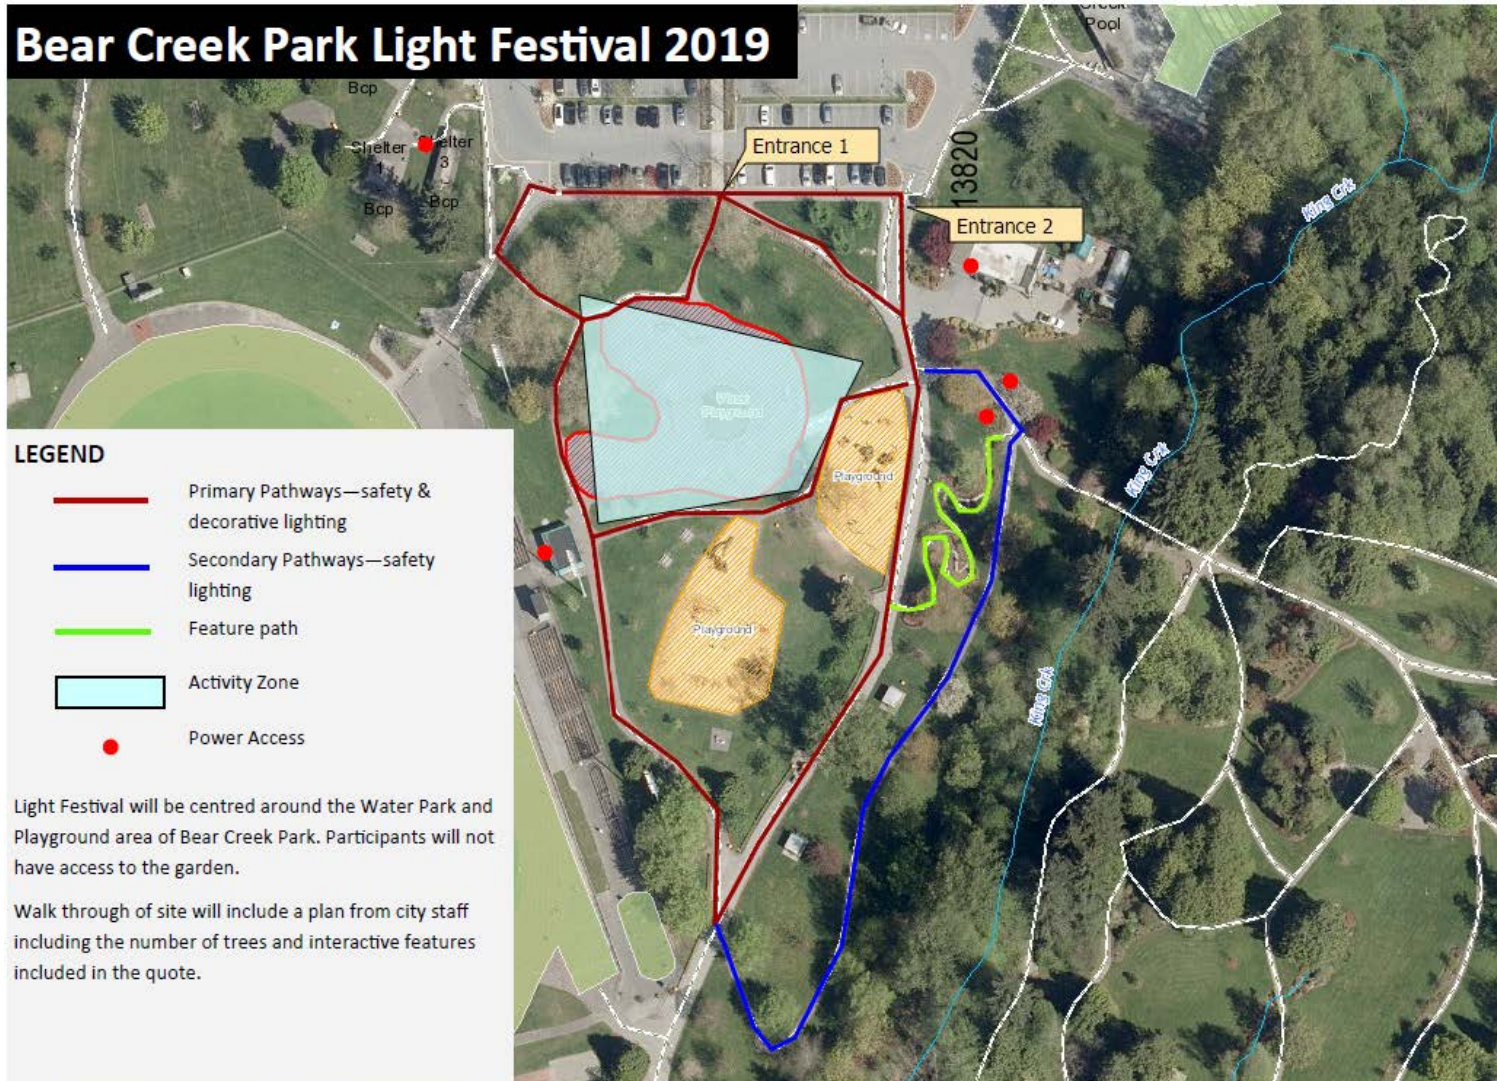 Bear Creek Park Light Festival 2019
Creek
Pool
Bcp
Shelter
1
Bcp
Shelter
3
-
Bcp
Entrance 1
13820
Entrance 2
King Crk
Water
Playground
Playground
King Crk
Playground
King Crk
LEGEND
Primary Pathways—safety &
decorative lighting
Secondary Pathways—safety
lighting
Feature path
Activity Zone
Power Access
Light Festival will be centred around the Water Park and
Playground area of Bear Creek Park. Participants will not
have access to the garden.
Walk through of site will include a plan from city staff
including the number of trees and interactive features
included in the quote.